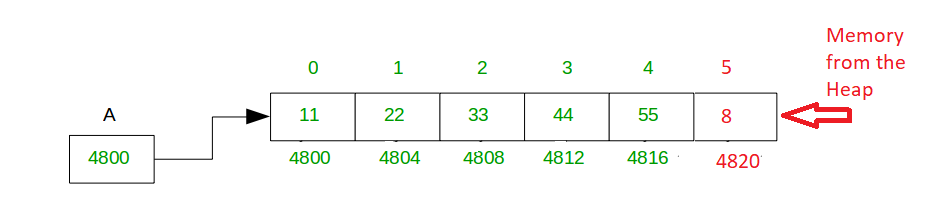 Memory
from the
Heap
0 1 2 3 4 5
A
11 22 33 44 55 8
4800
4800 4804 4808 4812 4816 4820